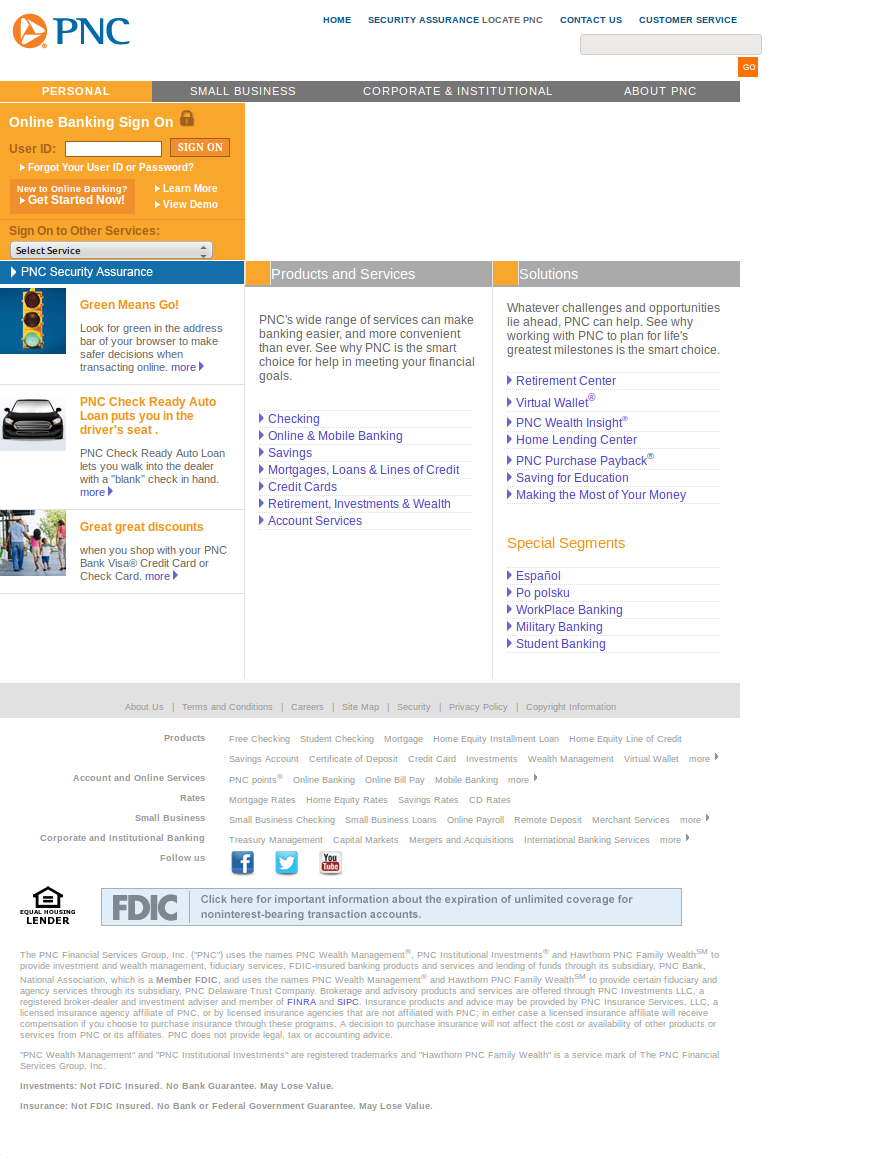 PNC
HOME SECURITY ASSURANCE LOCATE PNC CONTACT US CUSTOMER SERVICE
GO
PERSONAL SMALL BUSINESS CORPORATE & INSTITUTIONAL ABOUT PNC
Online Banking Sign On
User ID: SIGN ON
Forgot Your User ID or Password?
New to Online Banking?
Get Started Now!
Learn More
View Demo
Sign On to Other Services:
Select Service
PNC Security Assurance
Green Means Go!
Look for green in the address
bar of your browser to make
safer decisions when
transacting online. more
PNC Check Ready Auto
Loan puts you in the
driver's seat .
PNC Check Ready Auto Loan
lets you walk into the dealer
with a "blank" check in hand.
more
Great great discounts
when you shop with your PNC
Bank Visa® Credit Card or
Check Card. more
Products and Services
PNC's wide range of services can make
banking easier, and more convenient
than ever. See why PNC is the smart
choice for help in meeting your financial
goals.
Checking
Online & Mobile Banking
Savings
Mortgages, Loans & Lines of Credit
Credit Cards
Retirement, Investments & Wealth
Account Services
Solutions
Whatever challenges and opportunities
lie ahead, PNC can help. See why
working with PNC to plan for life's
greatest milestones is the smart choice.
Retirement Center
Virtual Wallet®
PNC Wealth Insight®
Home Lending Center
PNC Purchase Payback®
Saving for Education
Making the Most of Your Money
Special Segments
Español
Po polsku
WorkPlace Banking
Military Banking
Student Banking
About Us | Terms and Conditions | Careers | Site Map | Security | Privacy Policy | Copyright Information
Products Free Checking Student Checking Mortgage Home Equity Installment Loan Home Equity Line of Credit
Savings Account Certificate of Deposit Credit Card Investments Wealth Management Virtual Wallet more
Account and Online Services PNC points® Online Banking Online Bill Pay Mobile Banking more
Rates Mortgage Rates Home Equity Rates Savings Rates CD Rates
Small Business Small Business Checking Small Business Loans Online Payroll Remote Deposit Merchant Services more
Corporate and Institutional Banking Treasury Management Capital Markets Mergers and Acquisitions International Banking Services more
Follow us
You
Tube
EQUAL HOUSING
LENDER
FDIC
Click here for important information about the expiration of unlimited coverage for
noninterest-bearing transaction accounts.
The PNC Financial Services Group, Inc. ("PNC") uses the names PNC Wealth Management®, PNC Institutional Investments® and Hawthorn PNC Family WealthSM to
provide investment and wealth management, fiduciary services, FDIC-insured banking products and services and lending of funds through its subsidiary, PNC Bank,
National Association, which is a Member FDIC, and uses the names PNC Wealth Management® and Hawthorn PNC Family WealthSM to provide certain fiduciary and
agency services through its subsidiary, PNC Delaware Trust Company. Brokerage and advisory products and services are offered through PNC Investments LLC, a
registered broker-dealer and investment adviser and member of FINRA and SIPC. Insurance products and advice may be provided by PNC Insurance Services, LLC, a
licensed insurance agency affiliate of PNC, or by licensed insurance agencies that are not affiliated with PNC; in either case a licensed insurance affiliate will receive
compensation if you choose to purchase insurance through these programs. A decision to purchase insurance will not affect the cost or availability of other products or
services from PNC or its affiliates. PNC does not provide legal, tax or accounting advice.
"PNC Wealth Management" and "PNC Institutional Investments" are registered trademarks and "Hawthorn PNC Family Wealth" is a service mark of The PNC Financial
Services Group, Inc.
Investments: Not FDIC Insured. No Bank Guarantee. May Lose Value.
Insurance: Not FDIC Insured. No Bank or Federal Government Guarantee. May Lose Value.